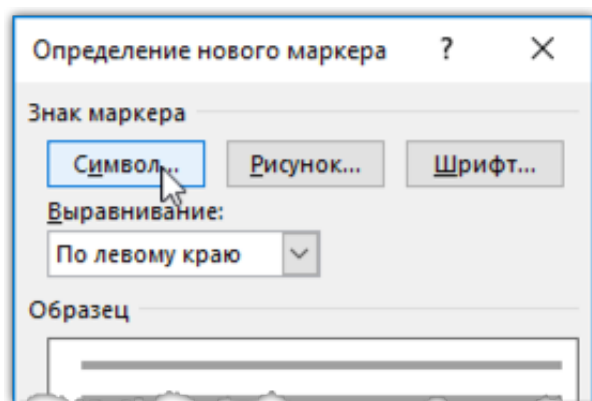 Определение нового маркера ?
Знак маркера
Символ... Рисунок... Шрифт...
Выравнивание:
По левому краю
Образец